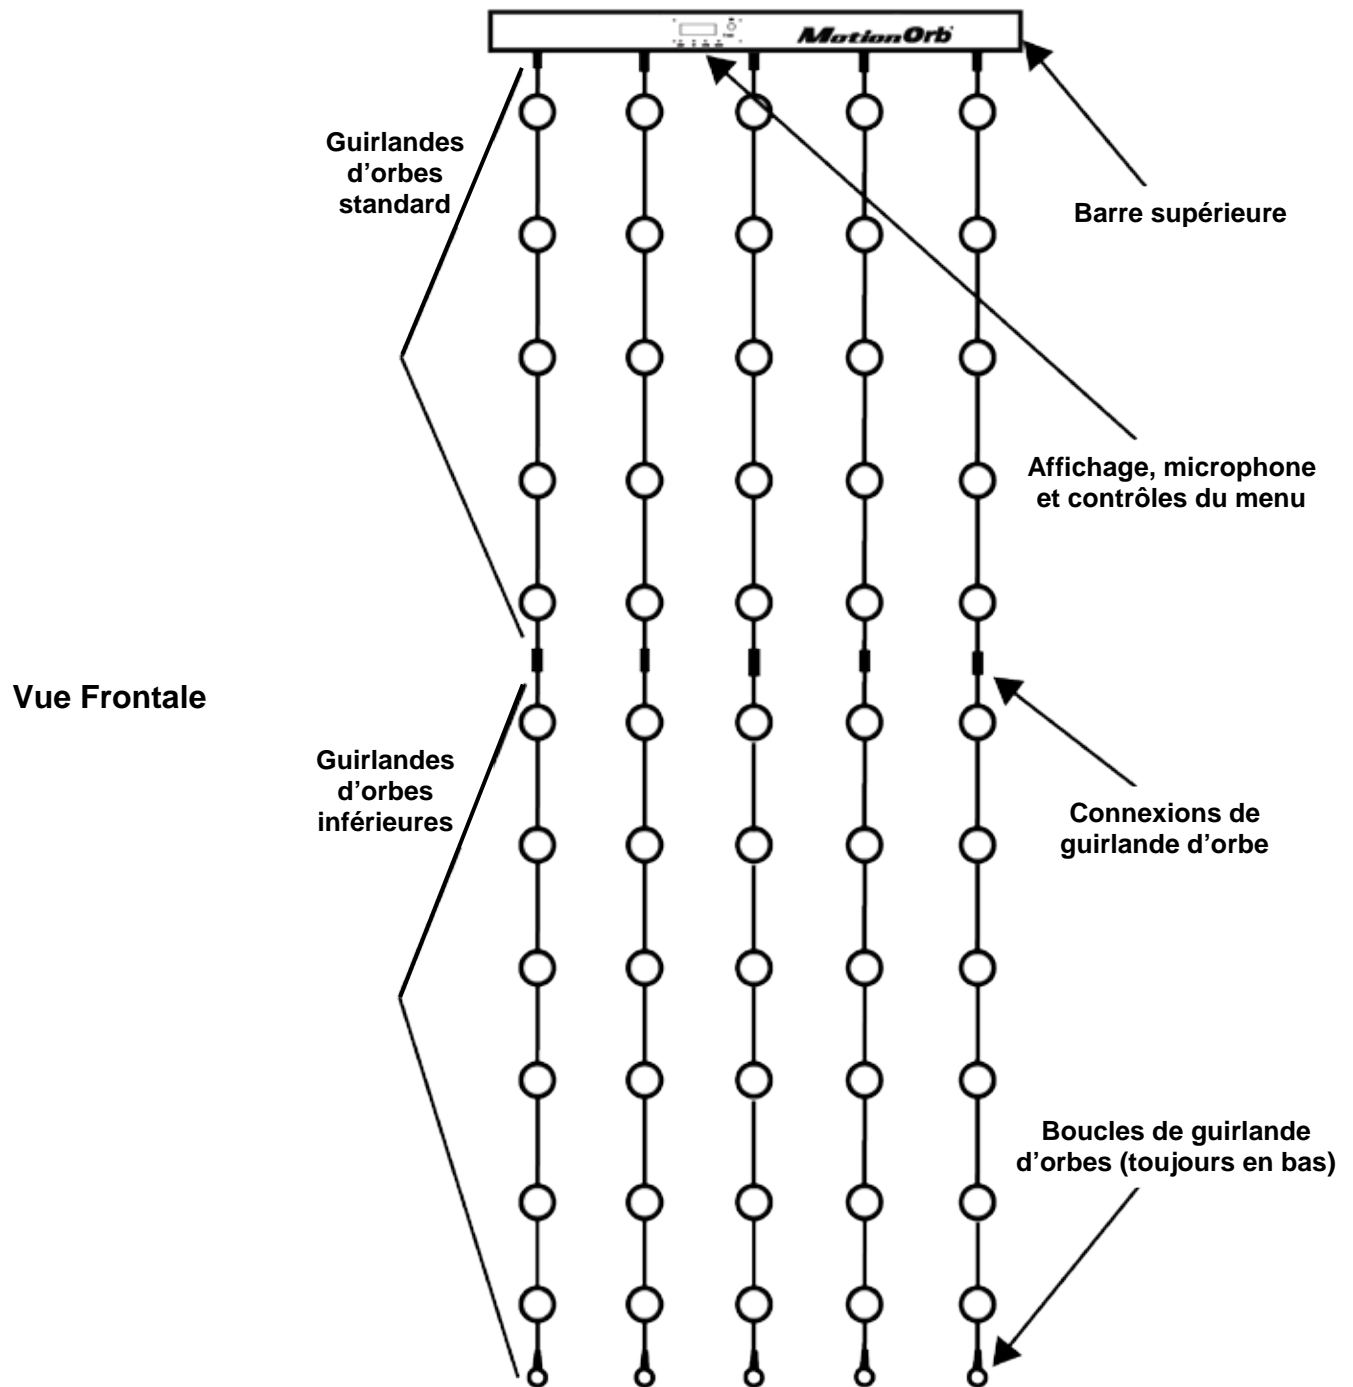 MotionOrb
Guirlandes
d’orbes
standard
Barre supérieure
Affichage, microphone
et contrôles du menu
Vue Frontale
Guirlandes
d’orbes
inférieures
Connexions de
guirlande d’orbe
Boucles de guirlande
d’orbes (toujours en bas)